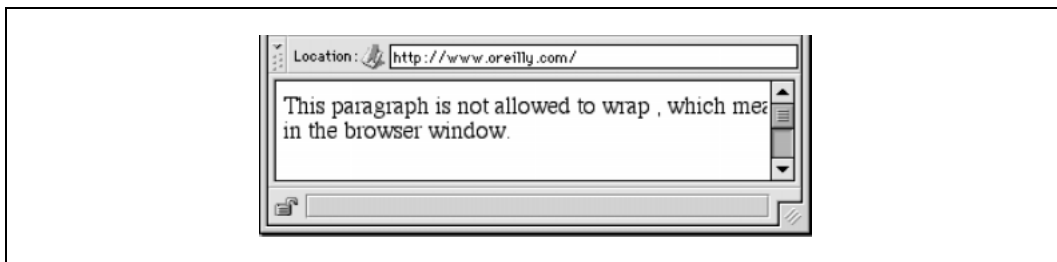 Location: http://www.oreilly.com/
This paragraph is not allowed to wrap , which mea
in the browser window.